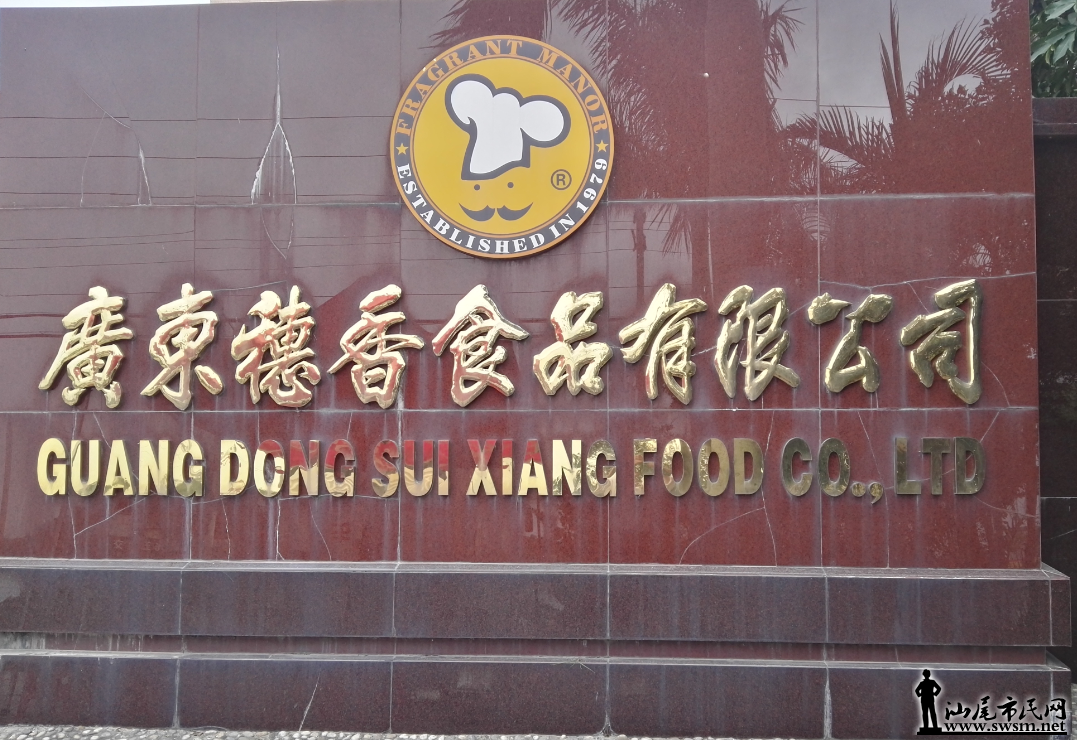 FRAGRANT MANOR
ESTABLISHED IN 1979
®
廣東穗香食品有限公司
GUANG DONG SUI XIANG FOOD CO., LTD
汕尾市民网
www.swsm.net